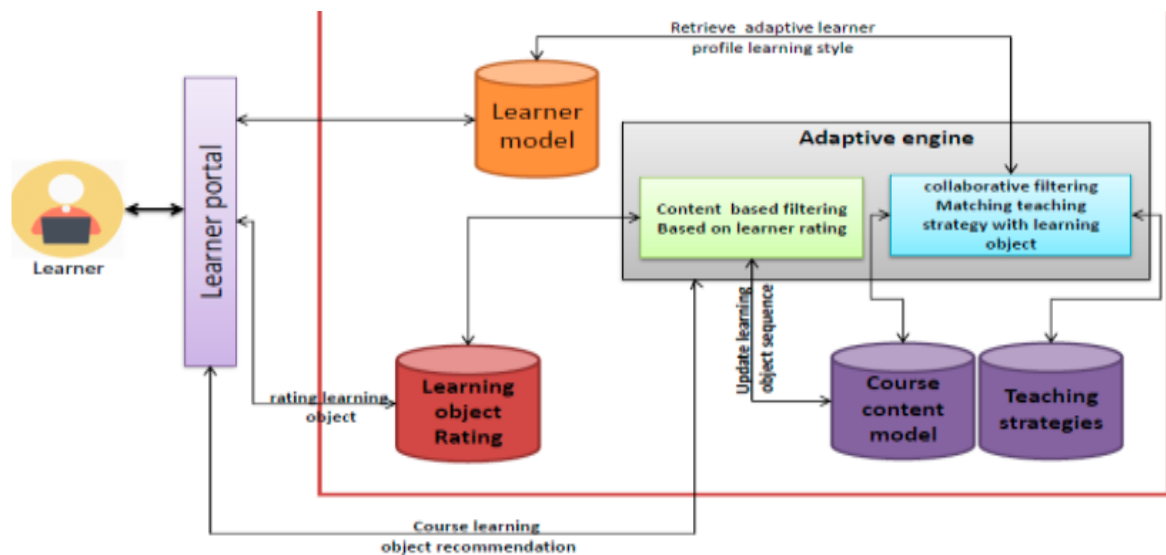 Retrieve adaptive learner
profile learning style
Learner
model
Adaptive engine
Learner portal
Learner
Content based filtering
Based on learner rating
collaborative filtering
Matching teaching
strategy with learning
object
Update learning
object sequence
Learning
object
Rating
rating learning
object
Course
content
model
Teaching
strategies
Course learning
object recommendation